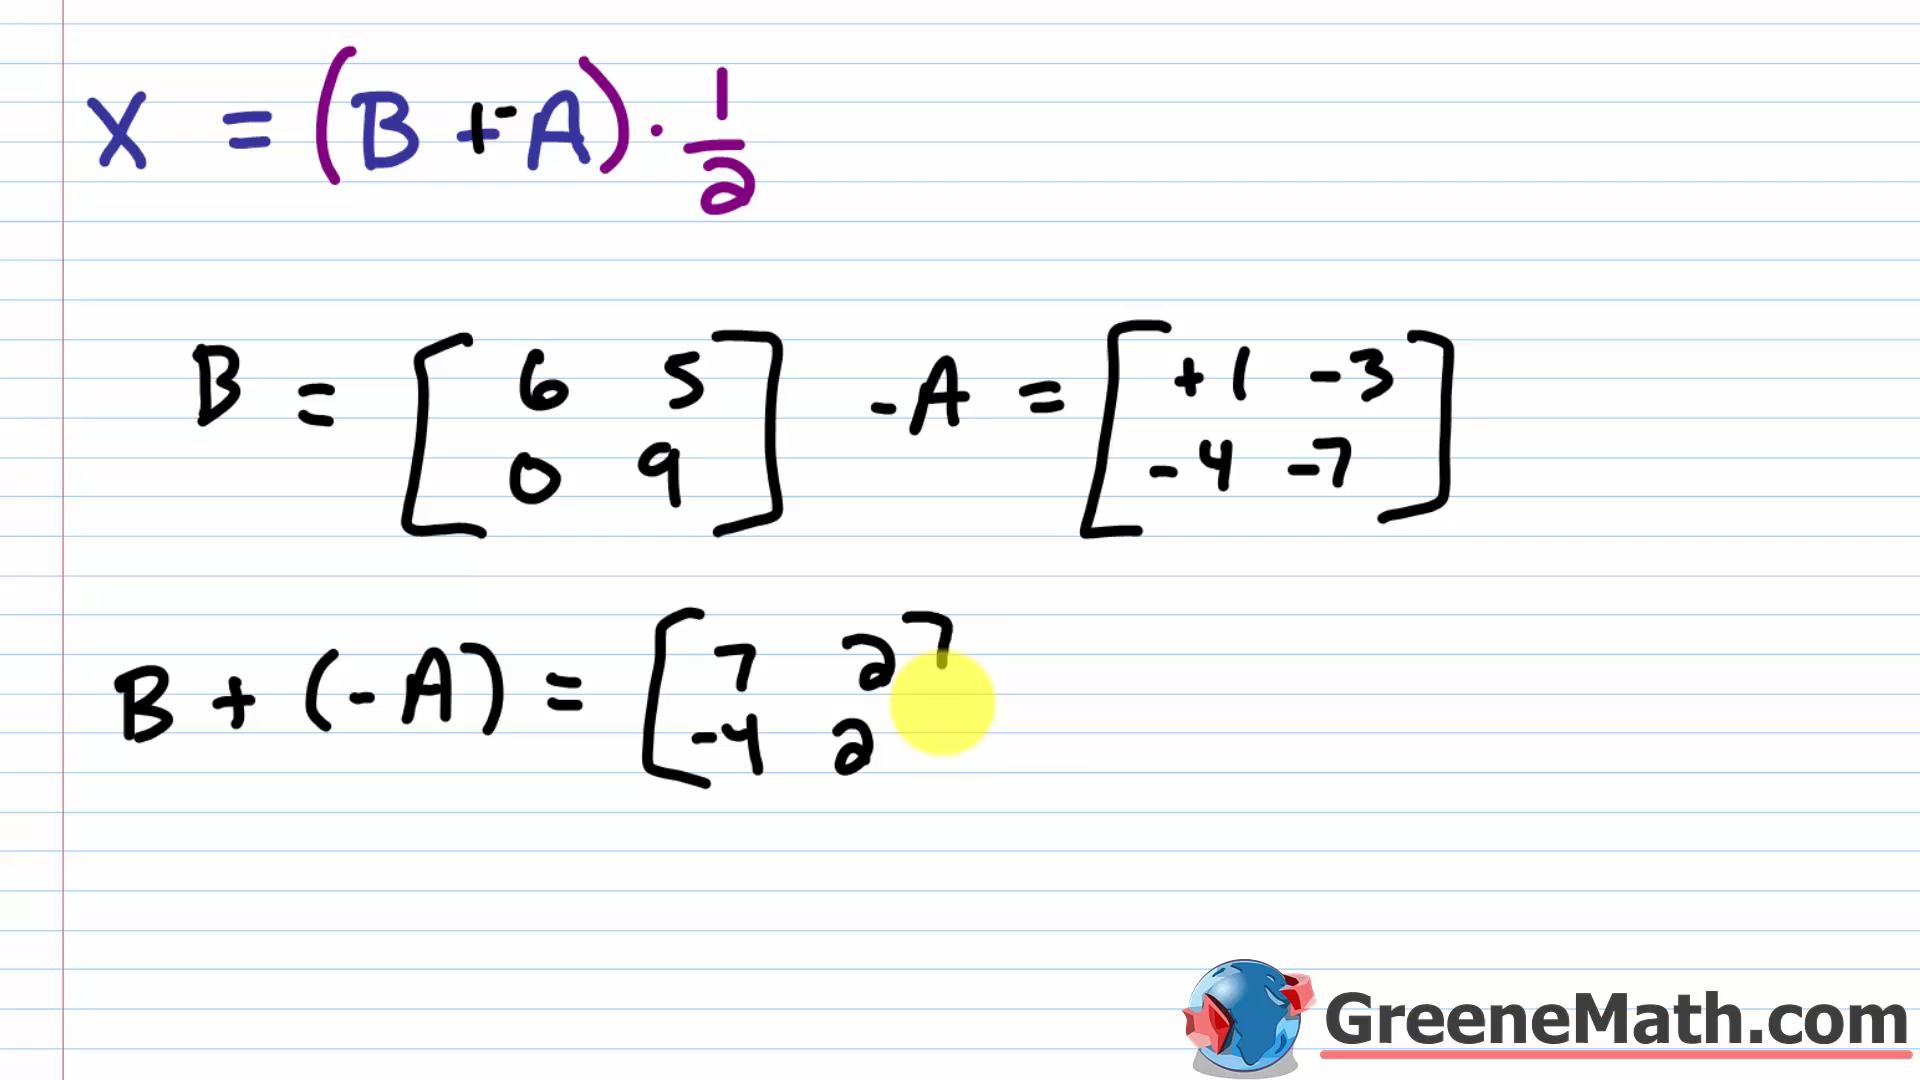 X = (B + -A) · 1/2
B = [6 5 -A = [+1 -3
0 9] -4 -7]
B + (-A) = [7 2
-4 2
GreeneMath.com